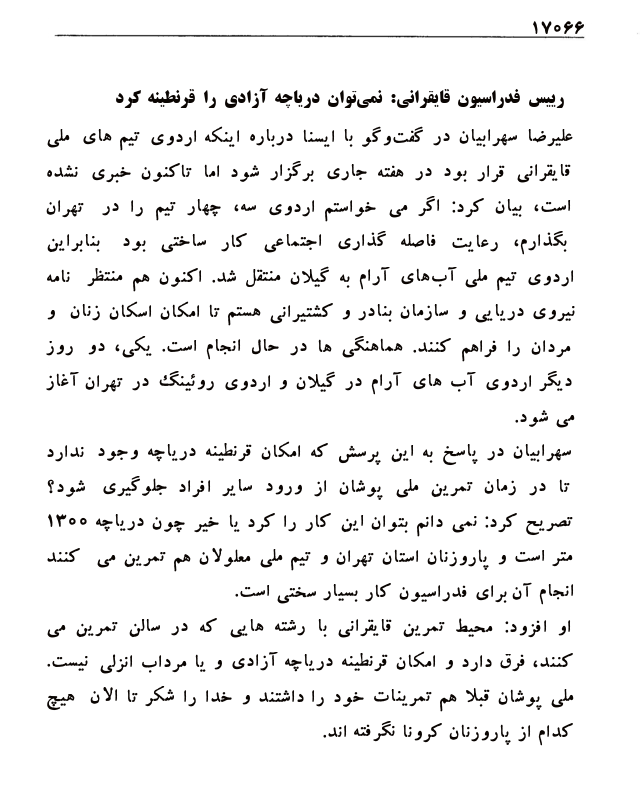 ۱۷۰۶۶
رییس فدراسیون قایقرانی: نمی‌توان دریاچه آزادی را قرنطینه کرد
علیرضا سهرابیان در گفت‌وگو با ایسنا درباره اینکه اردوی تیم های ملی
قایقرانی قرار بود در هفته جاری برگزار شود اما تاکنون خبری نشده
است، بیان کرد: اگر می خواستم اردوی سه، چهار تیم را در تهران
بگذارم، رعایت فاصله گذاری اجتماعی کار ساختی بود بنابراین
اردوی تیم ملی آب‌های آرام به گیلان منتقل شد. اکنون هم منتظر نامه
نیروی دریایی و سازمان بنادر و کشتیرانی هستم تا امکان اسکان زنان و
مردان را فراهم کنند. هماهنگی ها در حال انجام است. یکی، دو روز
دیگر اردوی آب های آرام در گیلان و اردوی روئینگ در تهران آغاز
می شود.
سهرابیان در پاسخ به این پرسش که امکان قرنطینه دریاچه وجود ندارد
تا در زمان تمرین ملی پوشان از ورود سایر افراد جلوگیری شود؟
تصریح کرد: نمی دانم بتوان این کار را کرد یا خیر چون دریاچه ۱۳۰۰
متر است و پاروزنان استان تهران و تیم ملی معلولان هم تمرین می کنند
انجام آن برای فدراسیون کار بسیار سختی است.
او افزود: محیط تمرین قایقرانی با رشته هایی که در سالن تمرین می
کنند، فرق دارد و امکان قرنطینه دریاچه آزادی و یا مرداب انزلی نیست.
ملی پوشان قبلا هم تمرینات خود را داشتند و خدا را شکر تا الان هیچ
کدام از پاروزنان کرونا نگرفته اند.